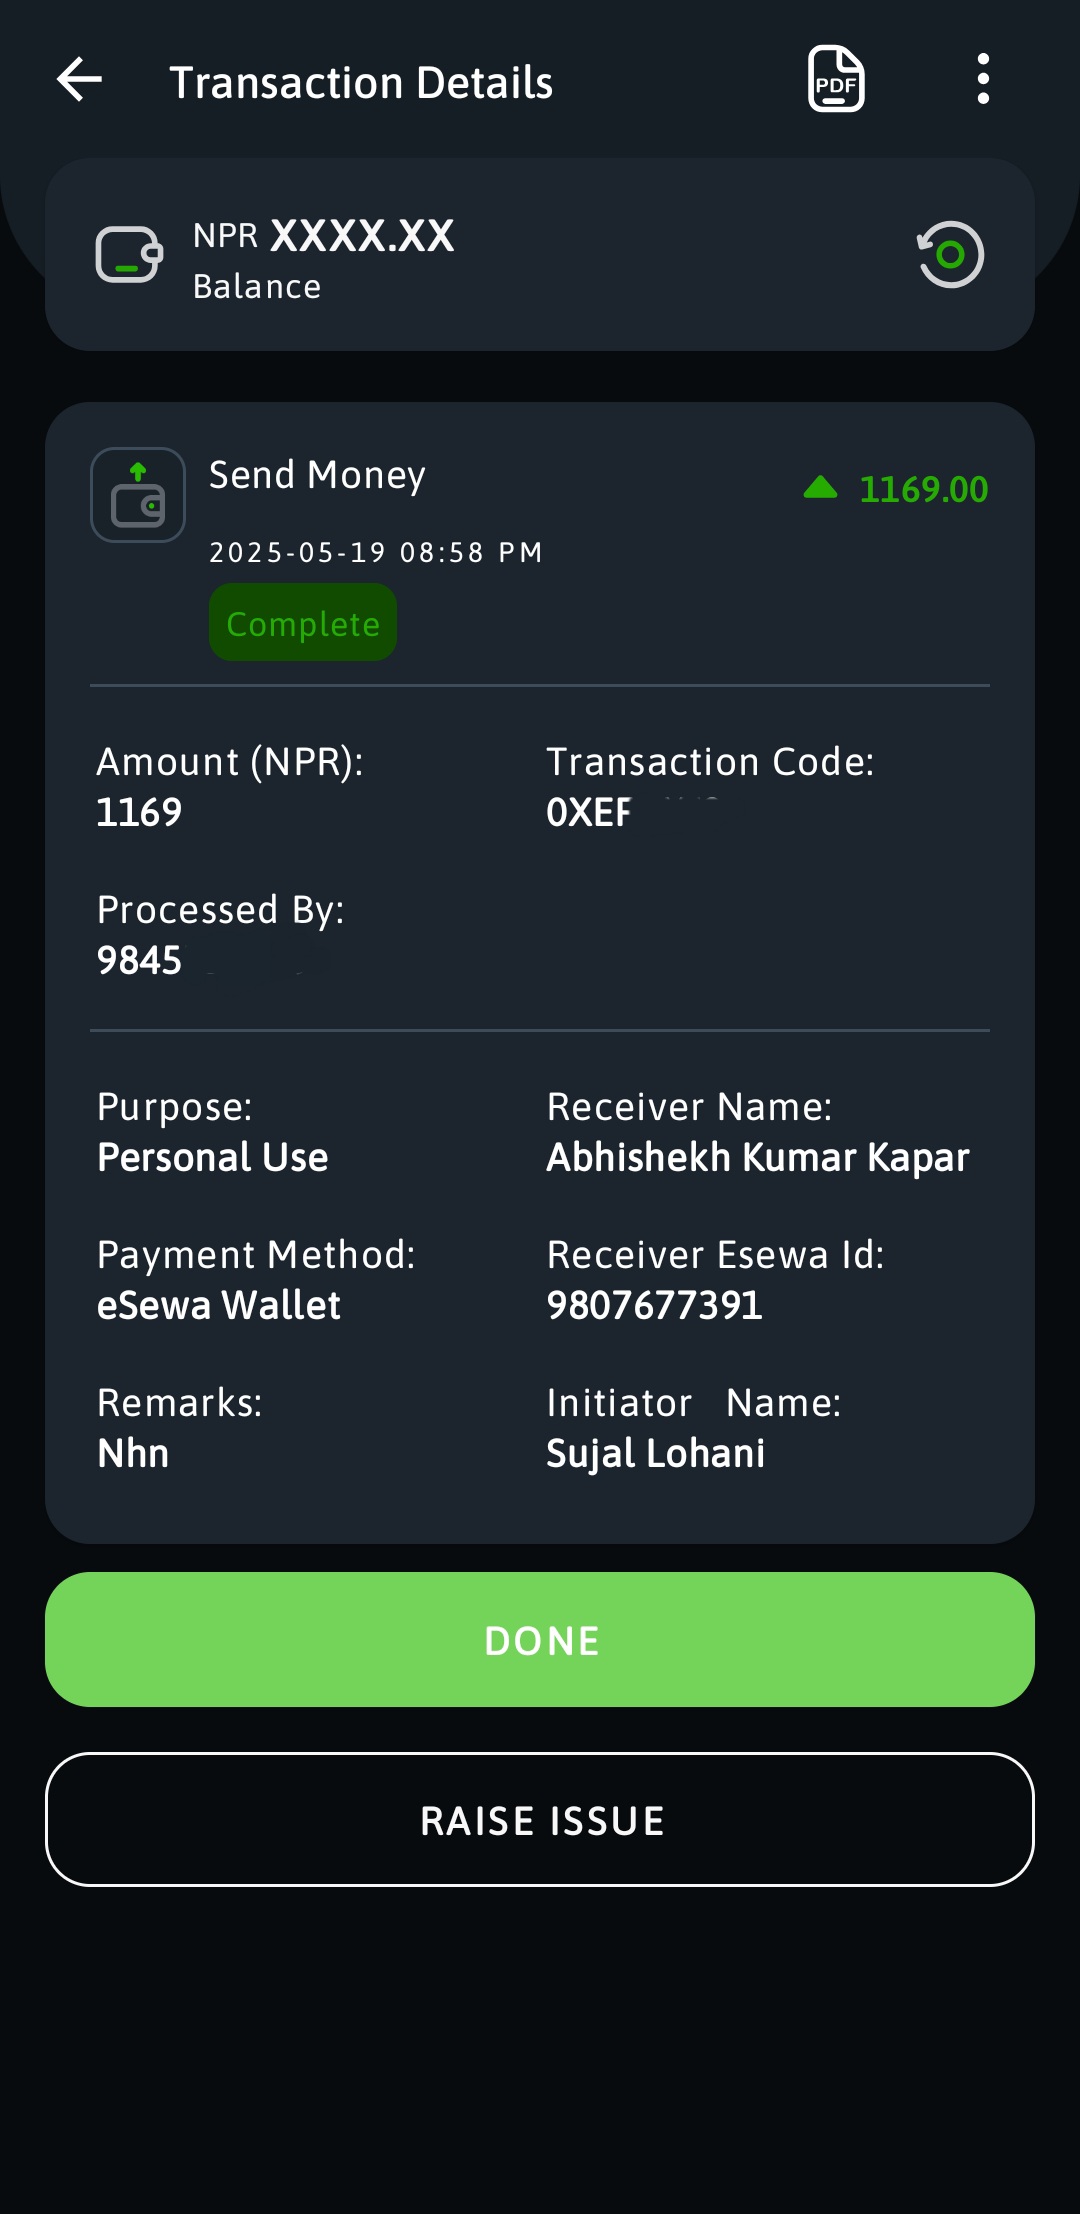 Transaction Details
PDF
NPR XXXX.XX
Balance
Send Money
1169.00
2025-05-19 08:58 PM
Complete
Amount (NPR):
1169
Transaction Code:
0XEF
Processed By:
9845
Purpose:
Personal Use
Receiver Name:
Abhishekh Kumar Kapar
Payment Method:
eSewa Wallet
Receiver Esewa Id:
9807677391
Remarks:
Nhn
Initiator Name:
Sujal Lohani
DONE
RAISE ISSUE